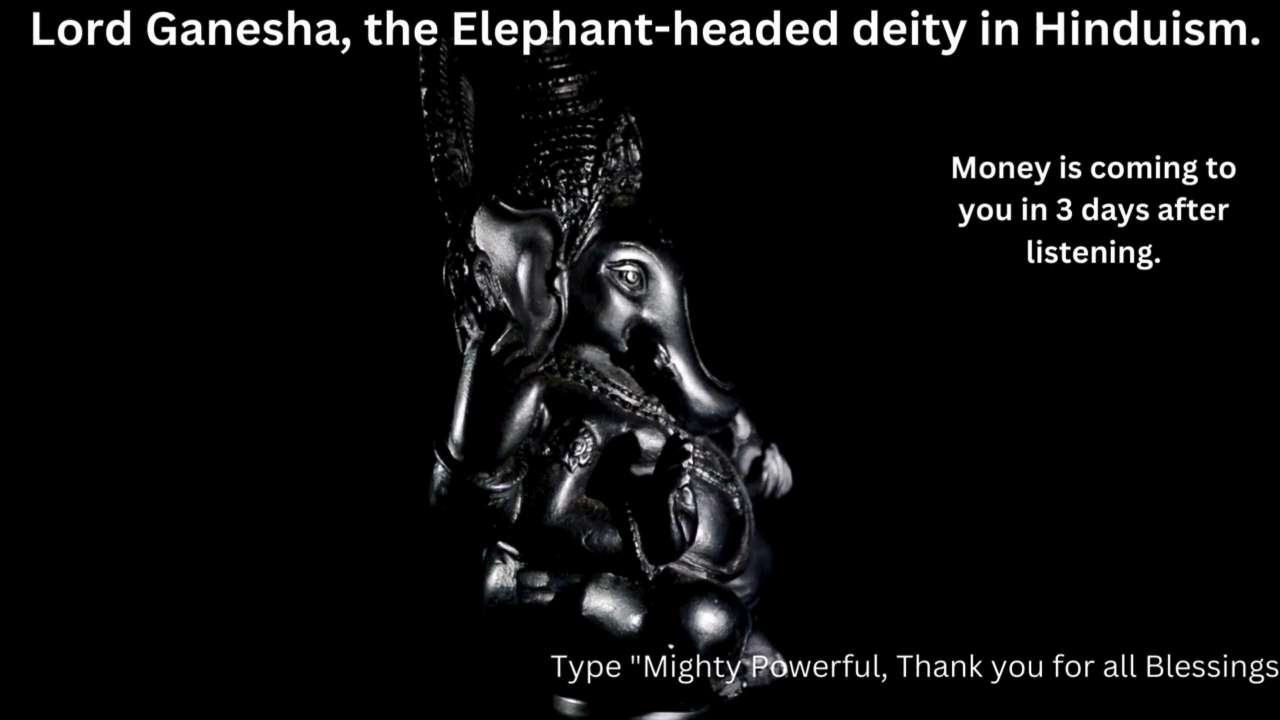 Lord Ganesha, the Elephant-headed deity in Hinduism.
Money is coming to
you in 3 days after
listening.
Type "Mighty Powerful, Thank you for all Blessings